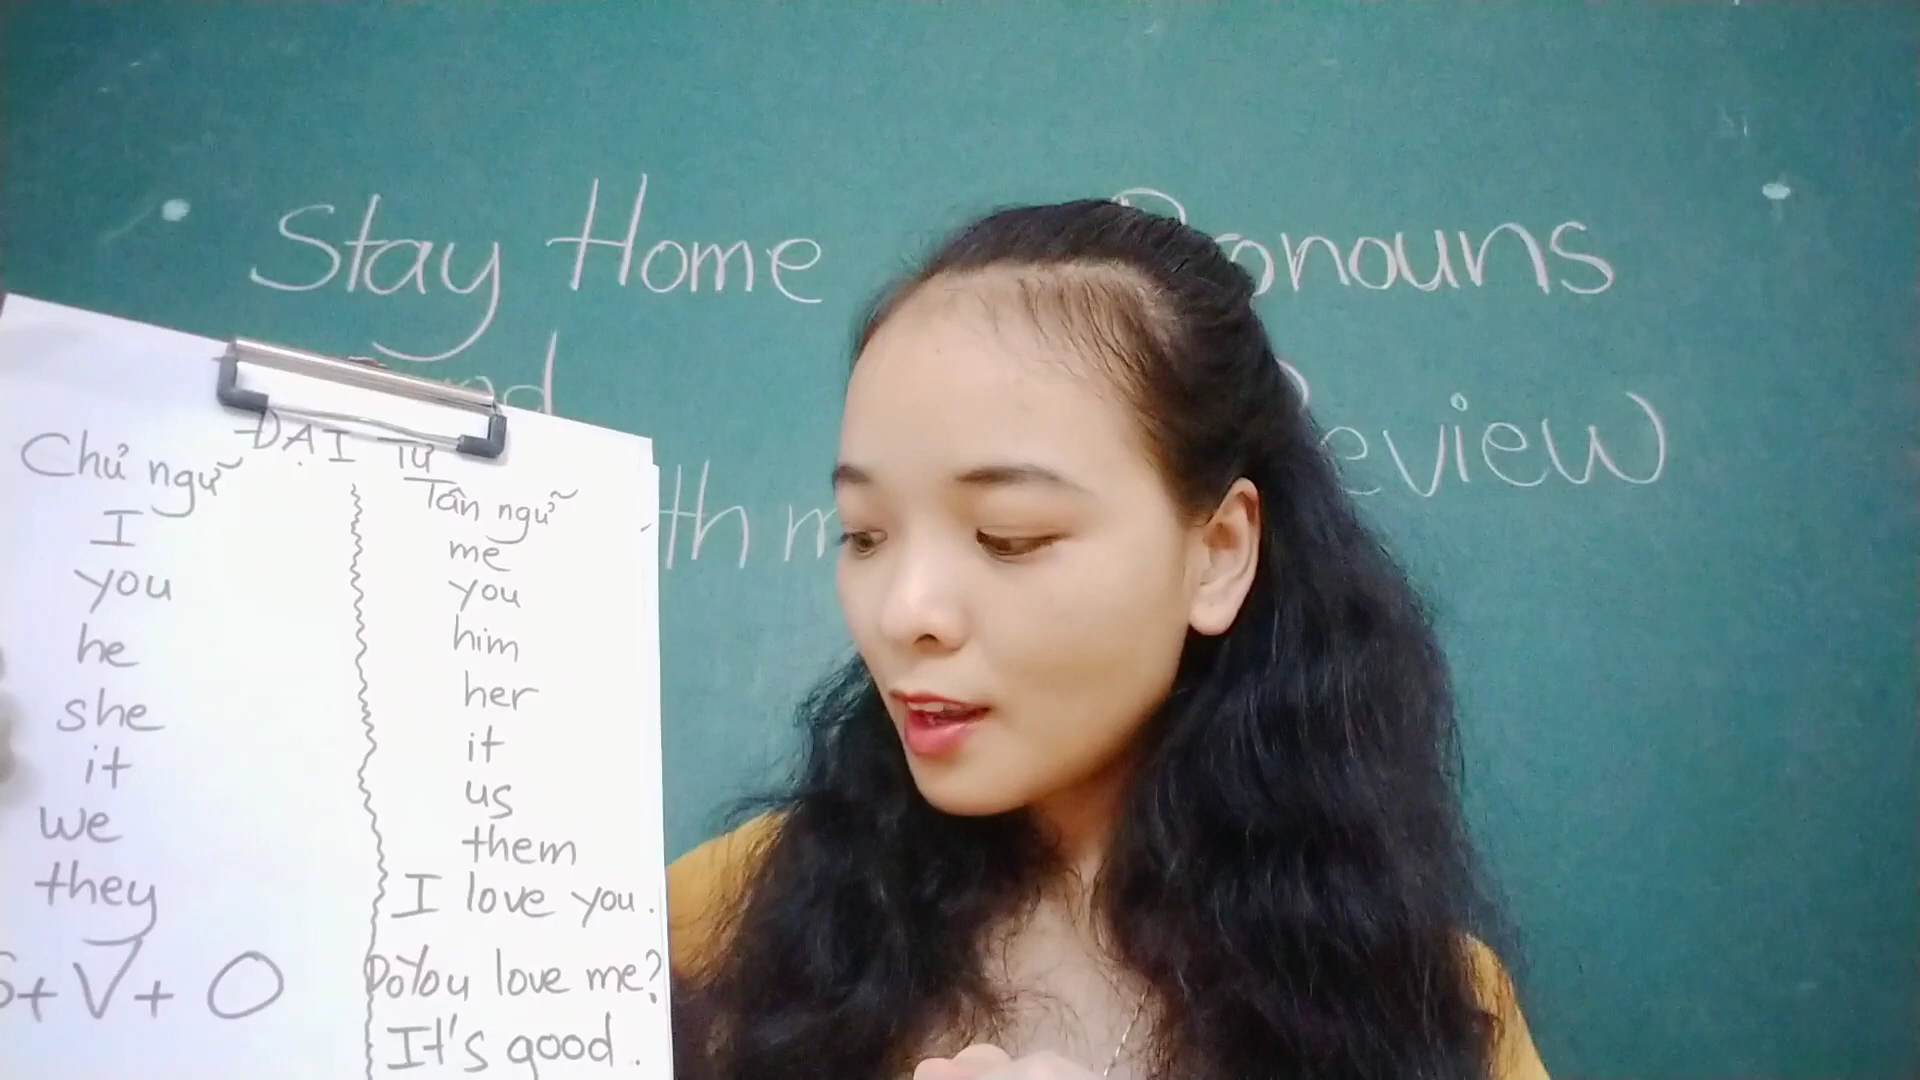 Stay Home
Pronouns
Review
ĐẠI TỪ
Chủ ngữ
I
you
he
she
it
we
they
S+V+O
Tân ngữ
me
you
him
her
it
us
them
I love you.
Do You love me?
It's good.